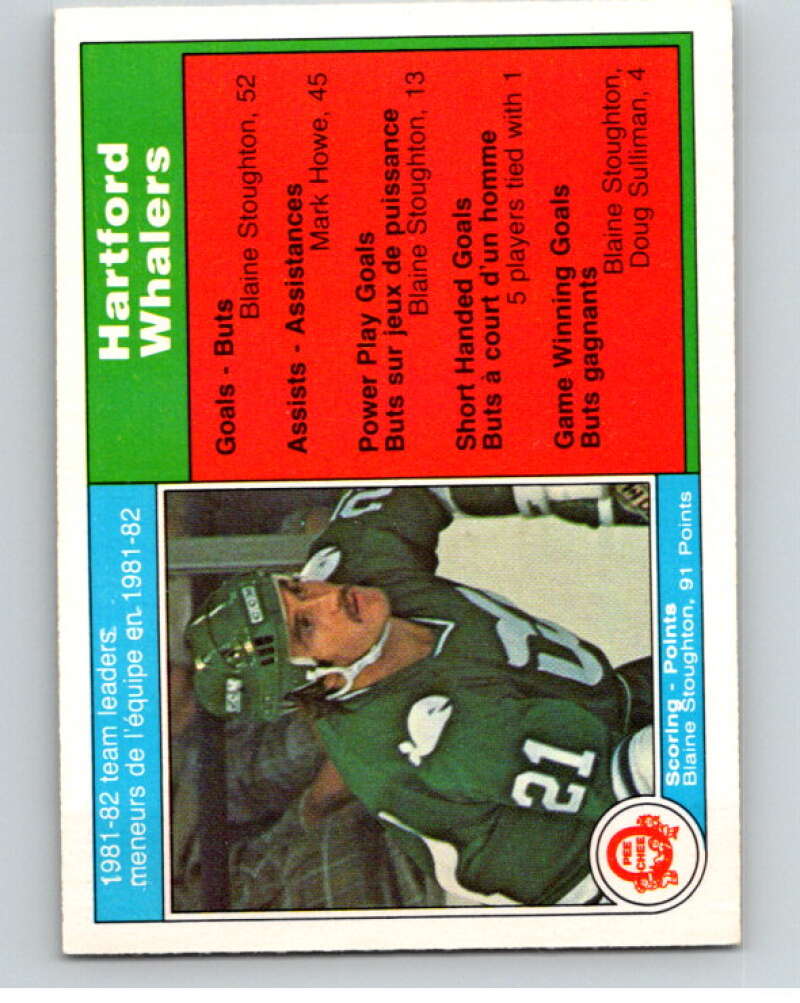 1981-82 team leaders
meneurs de l'équipe en 1981-82
Scoring - Points
Blaine Stoughton, 91 Points
21
O
PEE
CHEE
Hartford
Whalers
Goals - Buts
Blaine Stoughton, 52
Assists - Assistances
Mark Howe, 45
Power Play Goals
Buts sur jeux de puissance
Blaine Stoughton, 13
Short Handed Goals
Buts à court d'un homme
5 players tied with 1
Game Winning Goals
Buts gagnants
Blaine Stoughton,
Doug Sulliman, 4